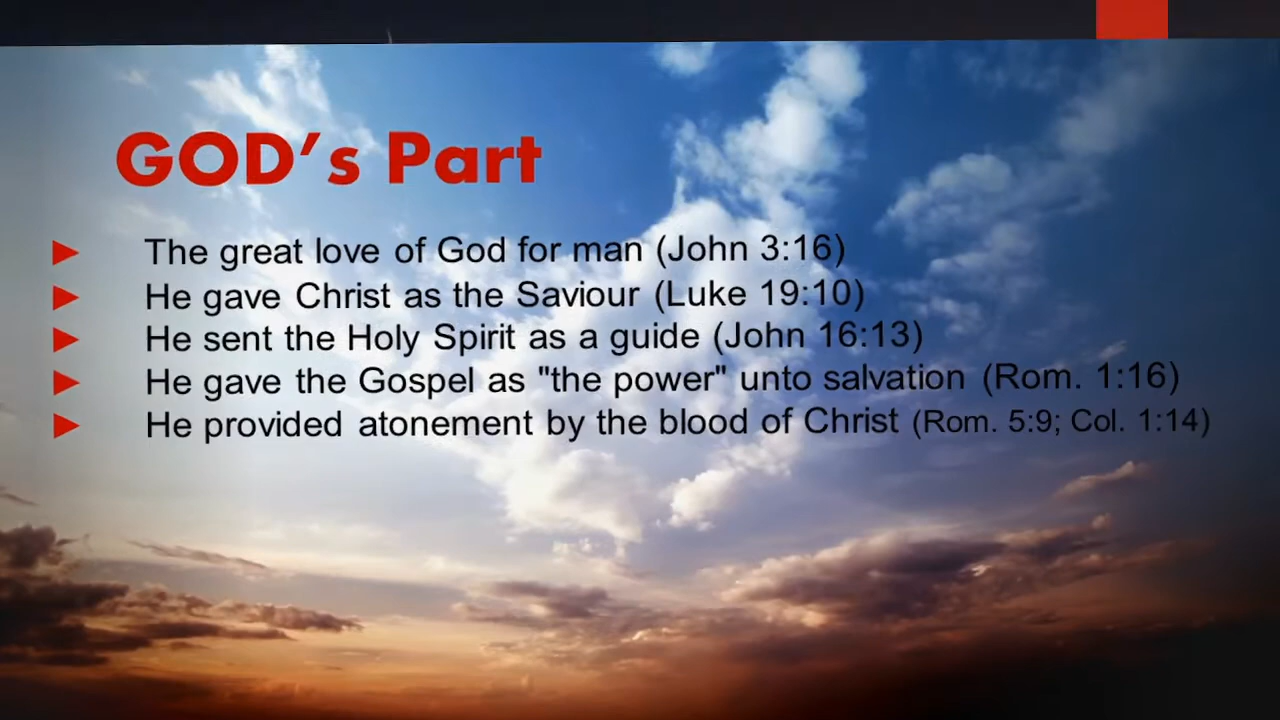 GOD's Part
The great love of God for man (John 3:16)
He gave Christ as the Saviour (Luke 19:10)
He sent the Holy Spirit as a guide (John 16:13)
He gave the Gospel as "the power" unto salvation (Rom. 1:16)
He provided atonement by the blood of Christ (Rom. 5:9; Col. 1:14)